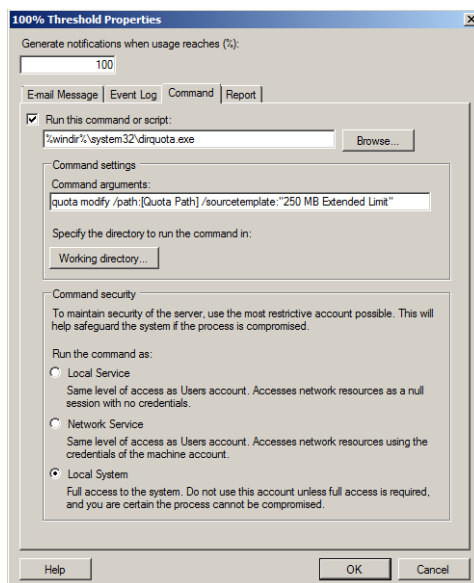 100% Threshold Properties
Generate notifications when usage reaches (%):
100
E-mail Message Event Log Command Report
Run this command or script:
%windir%\system32\dirquota.exe
Browse...
Command settings
Command arguments:
quota modify /path:[Quota Path] /sourcetemplate:"250 MB Extended Limit"
Specify the directory to run the command in:
Working directory...
Command security
To maintain security of the server, use the most restrictive account possible. This will
help safeguard the system if the process is compromised.
Run the command as:
Local Service
Same level of access as Users account. Accesses network resources as a null
session with no credentials.
Network Service
Same level of access as Users account. Accesses network resources using the
credentials of the machine account.
Local System
Full access to the system. Do not use this account unless full access is required,
and you are certain the process cannot be compromised.
Help OK Cancel